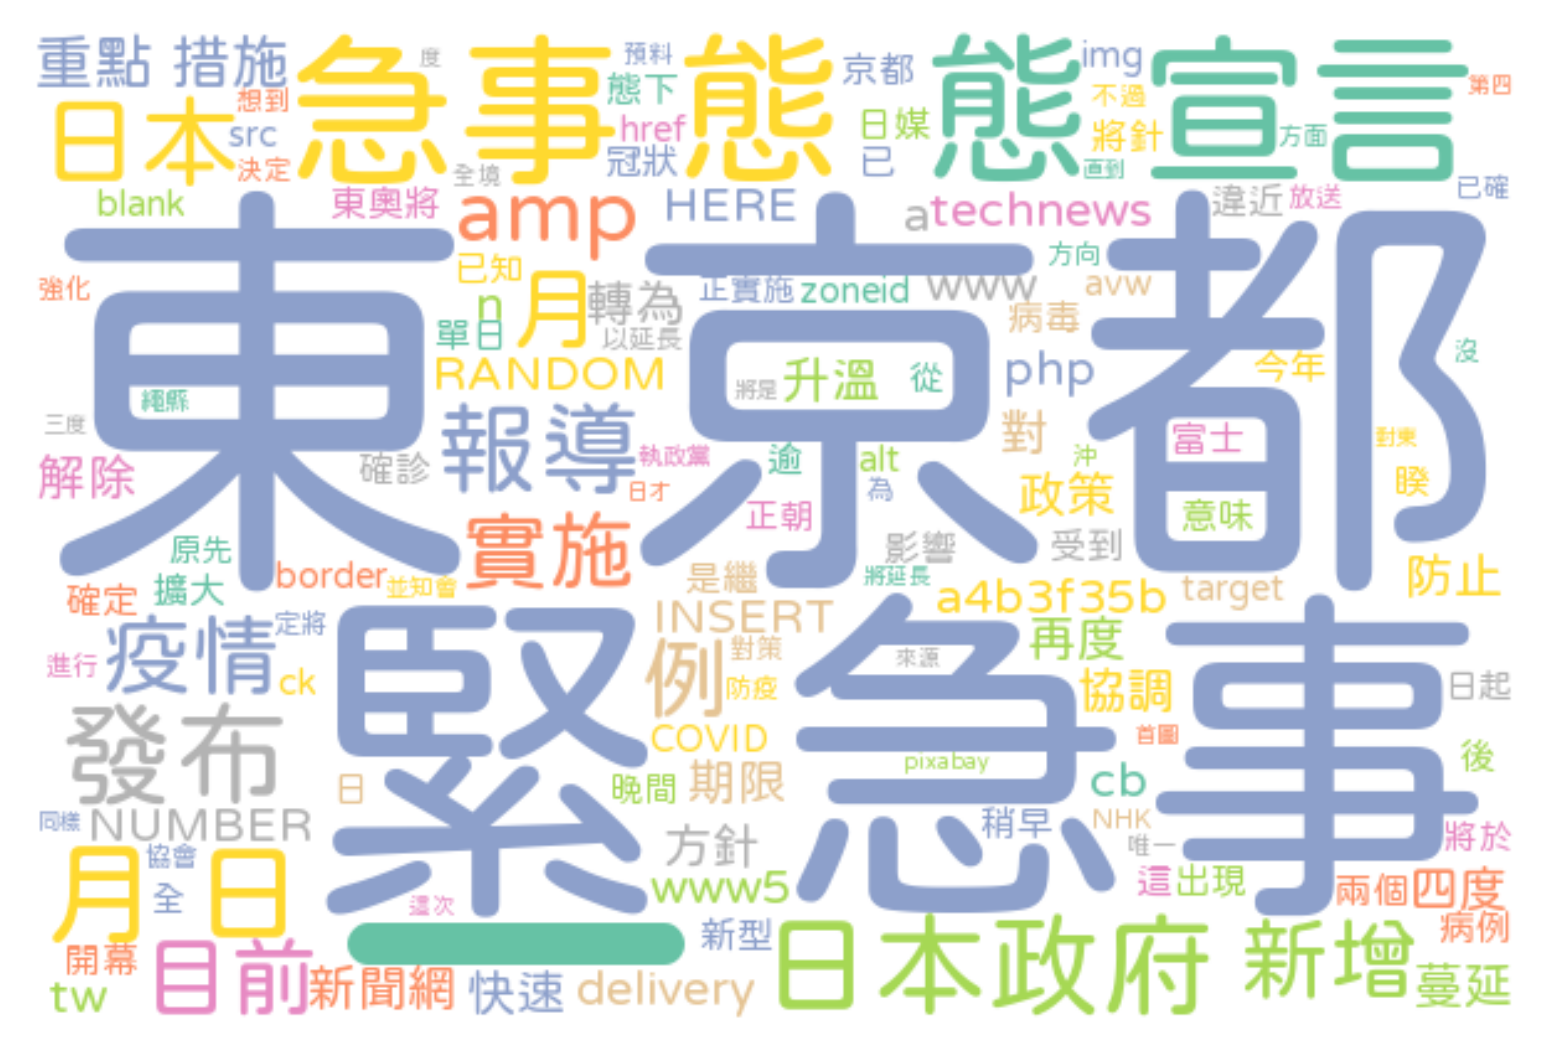 重點 措施
日本
想到
src
決定
急事態
度
全境
預料
態下
href
冠狀
京都
日媒
已
態宣言
img
不過
將針
直到
方面
第四
已確
blank
東奧將
amp
HERE
a
technews
違近
放送
東京都
強化
已知
n
月
轉為
單日
以延長
正實施
zoneid
www
方向
avw
病毒
RANDOM
將是
升溫
從
php
今年
沒
繩縣
三度
解除
確診
報導
執政黨
日才
逾
alt
為
對
沖
政策
富士
對東
睽
意味
正朝
實施
原先
擴大
確定
border
並知會
影響
受到
將延長
是繼
a4b3f35b
target
防止
疫情
定將
進行
ck
緊急事
INSERT
例
對策
防疫
來源
再度
協調
日起
發布
日
COVID
首圖
後
晚間
期限
pixabay
cb
同樣
NUMBER
方針
稍早
NHK
唯一
將於
月 日
協會
全
這次
www5
這
出現
兩個
四度
病例
開幕
tw
目前
新聞網
快速
新型
delivery
日本政府
新增
蔓延